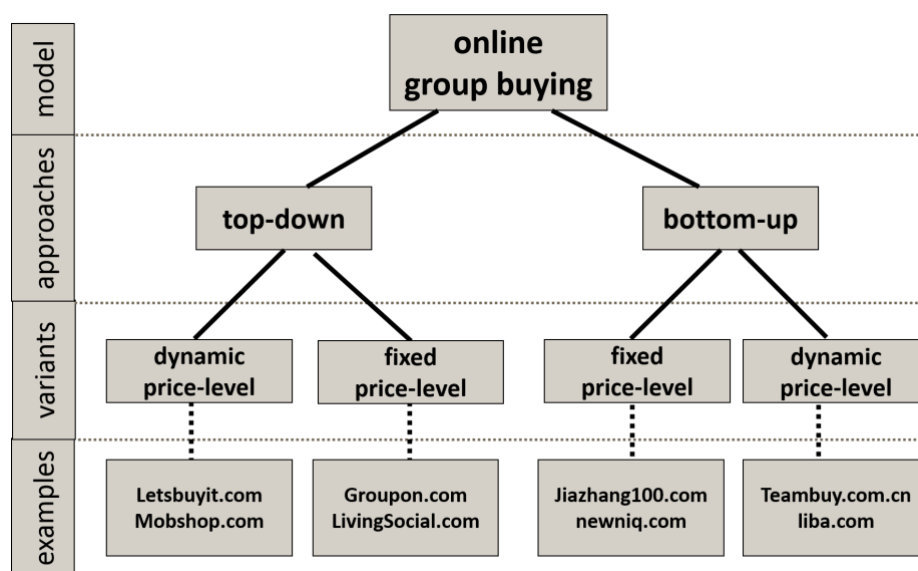 model
online
group buying
approaches
top-down
bottom-up
variants
dynamic
price-level
fixed
price-level
fixed
price-level
dynamic
price-level
examples
Letsbuyit.com
Mobshop.com
Groupon.com
LivingSocial.com
Jiazhang100.com
newniq.com
Teambuy.com.cn
liba.com